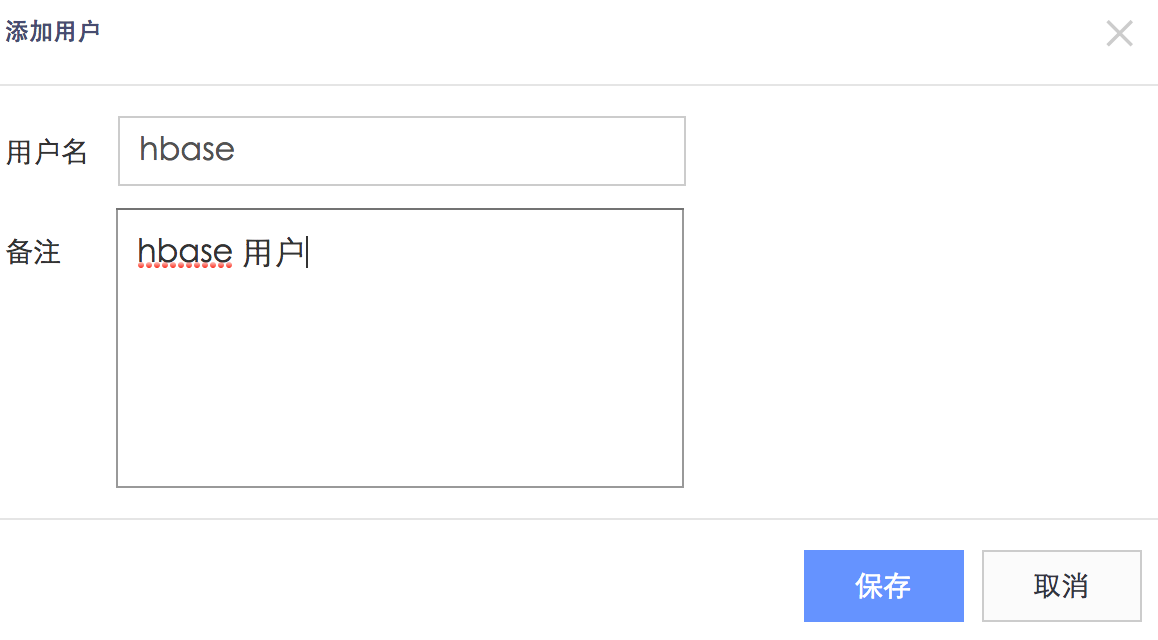 添加用户
用户名
hbase
备注
hbase 用户
保存
取消